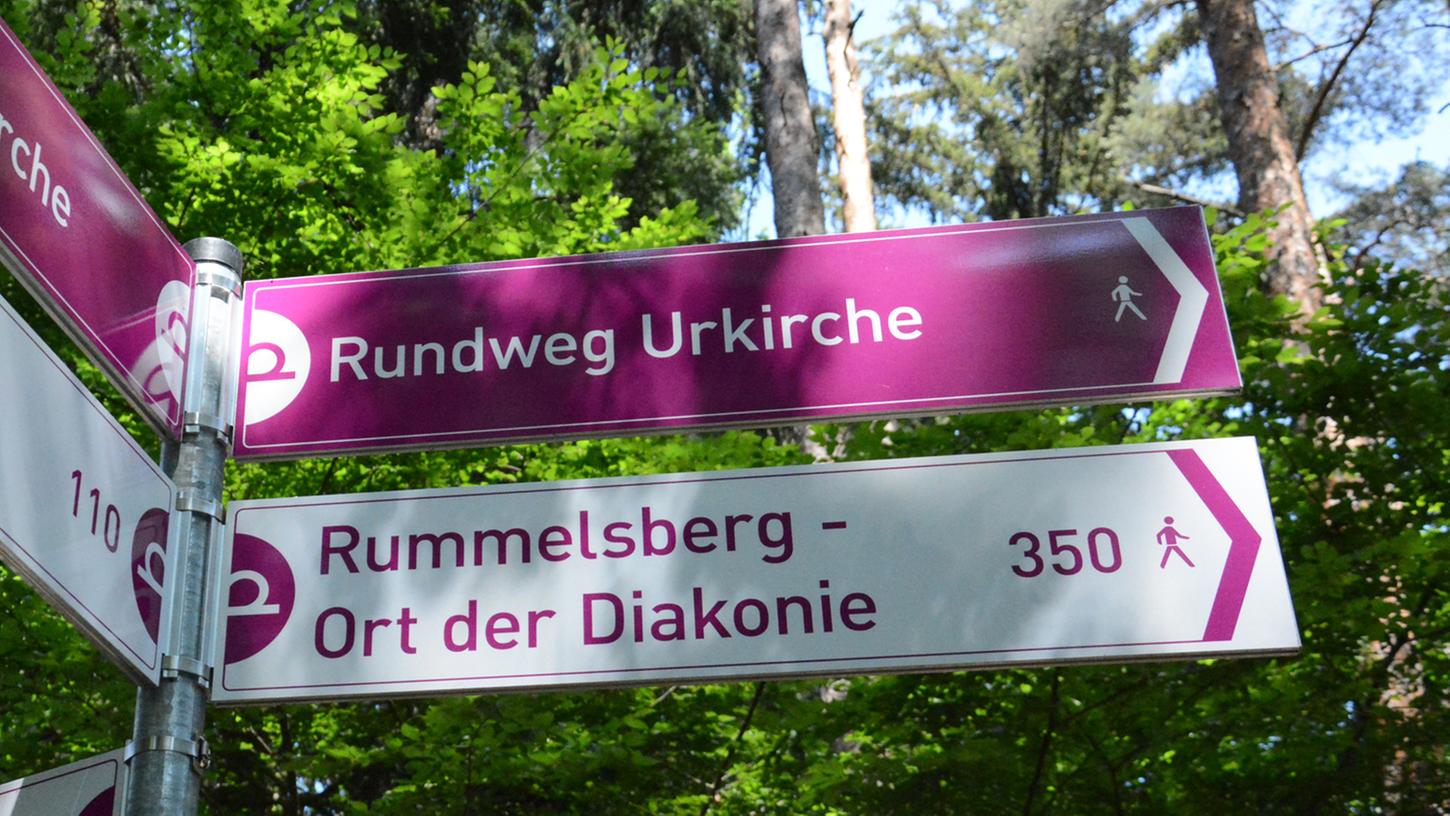 rche
Rundweg Urkirche
110
Rummelsberg -
Ort der Diakonie
350